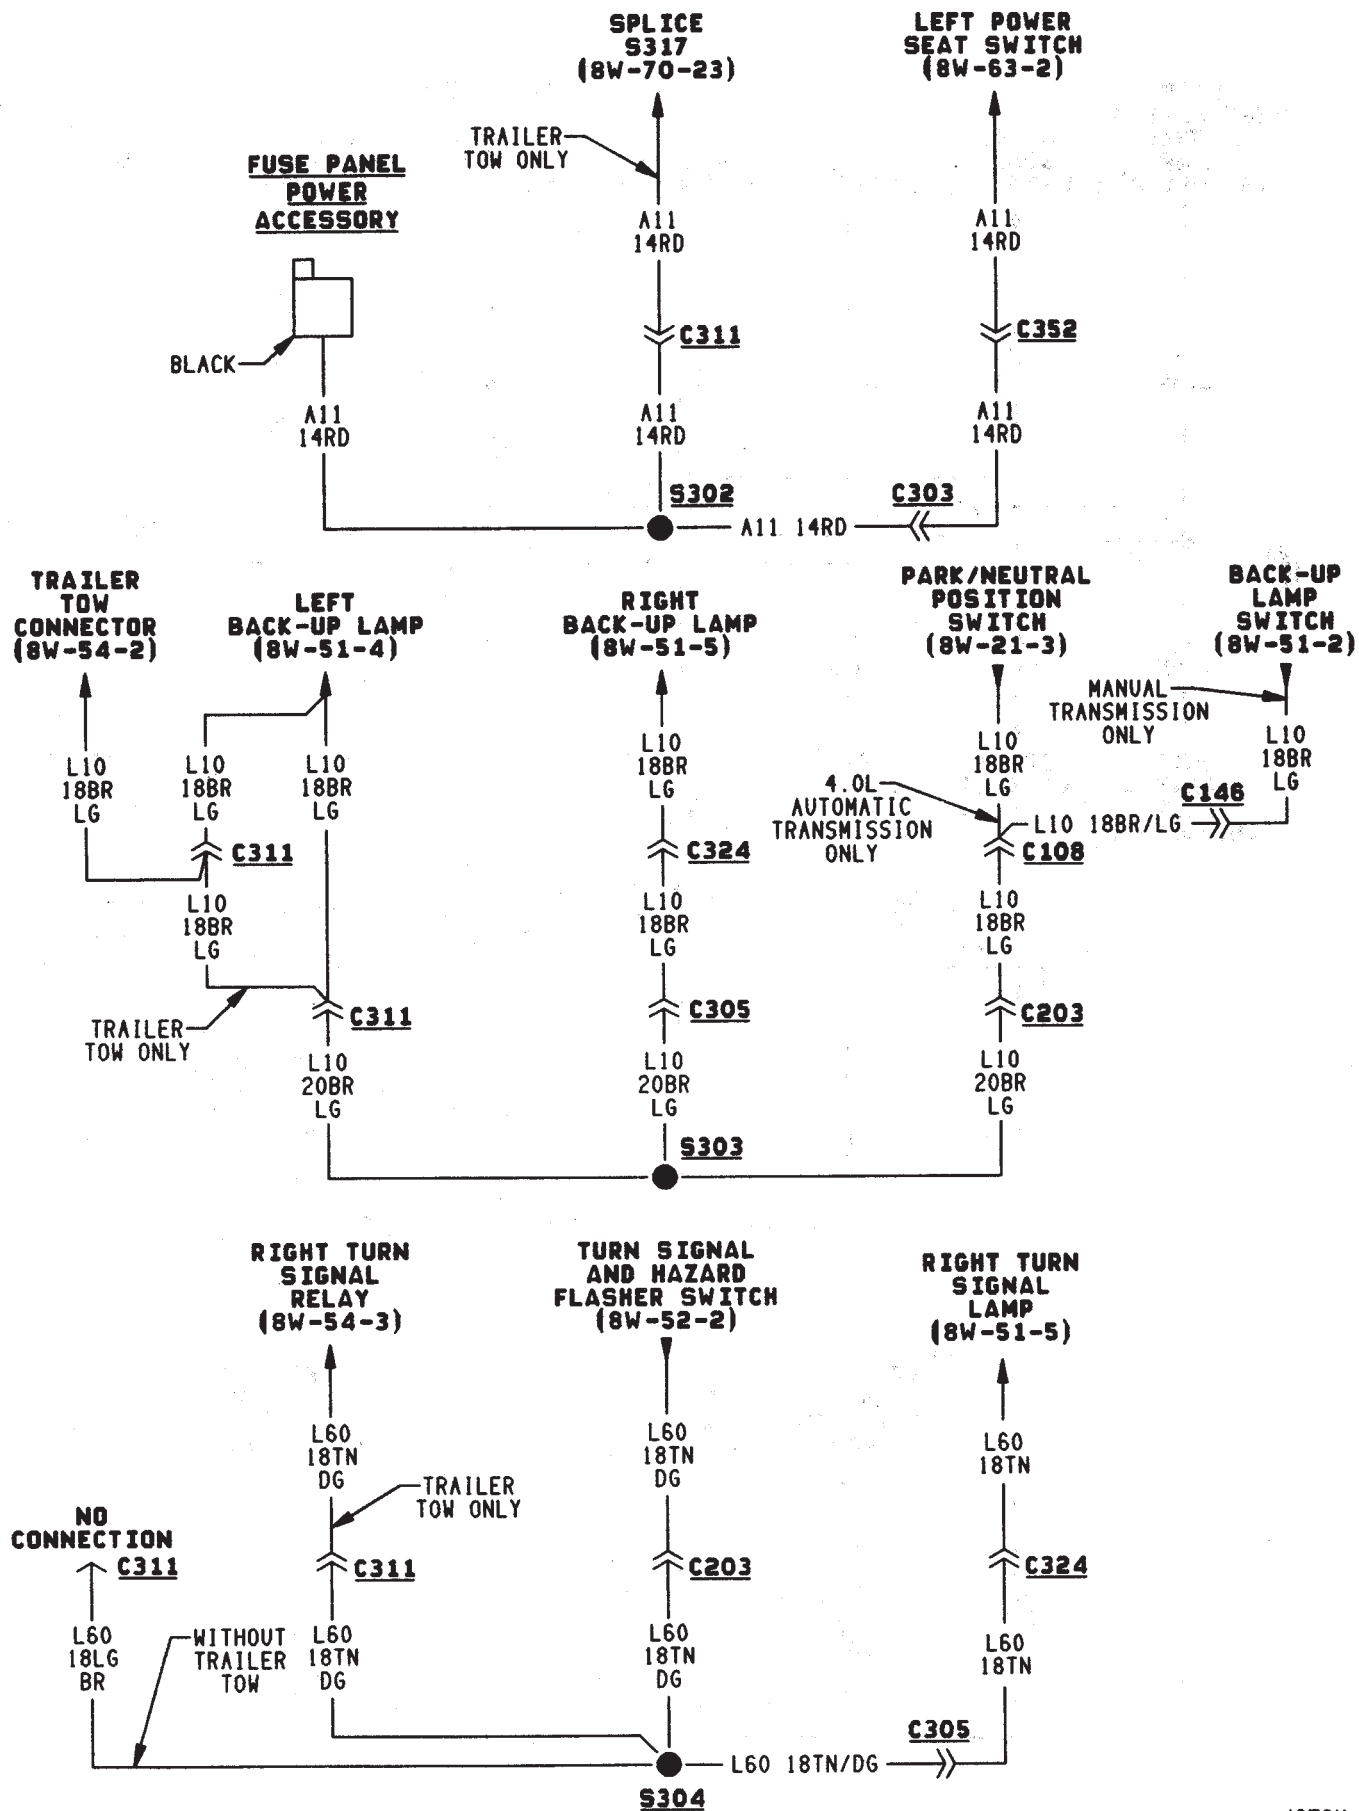 SPLICE
S317
(8W-70-23)
LEFT POWER
SEAT SWITCH
(8W-63-2)
TRAILER
TOW ONLY
FUSE PANEL
POWER
ACCESSORY
A11
14RD
A11
14RD
C311
C352
BLACK
A11
14RD
A11
14RD
A11
14RD
S302
C303
A11 14RD
TRAILER
TOW
CONNECTOR
(8W-54-2)
LEFT
BACK-UP LAMP
(8W-51-4)
RIGHT
BACK-UP LAMP
(8W-51-5)
PARK/NEUTRAL
POSITION
SWITCH
(8W-21-3)
BACK-UP
LAMP
SWITCH
(8W-51-2)
MANUAL
TRANSMISSION
ONLY
L10
18BR
LG
L10
18BR
LG
L10
18BR
LG
L10
18BR
LG
L10
18BR
LG
L10
18BR
LG
4.0L
AUTOMATIC
TRANSMISSION
ONLY
C146
L10 18BR/LG
C311
C324
C108
L10
18BR
LG
L10
18BR
LG
L10
18BR
LG
TRAILER
TOW ONLY
C311
C305
C203
L10
20BR
LG
L10
20BR
LG
L10
20BR
LG
S303
RIGHT TURN
SIGNAL
RELAY
(8W-54-3)
TURN SIGNAL
AND HAZARD
FLASHER SWITCH
(8W-52-2)
RIGHT TURN
SIGNAL
LAMP
(8W-51-5)
L60
18TN
DG
L60
18TN
DG
L60
18TN
TRAILER
TOW ONLY
NO
CONNECTION
C311
C311
C203
C324
L60
18LG
BR
WITHOUT
TRAILER
TOW
L60
18TN
DG
L60
18TN
DG
L60
18TN
C305
L60 18TN/DG
S304